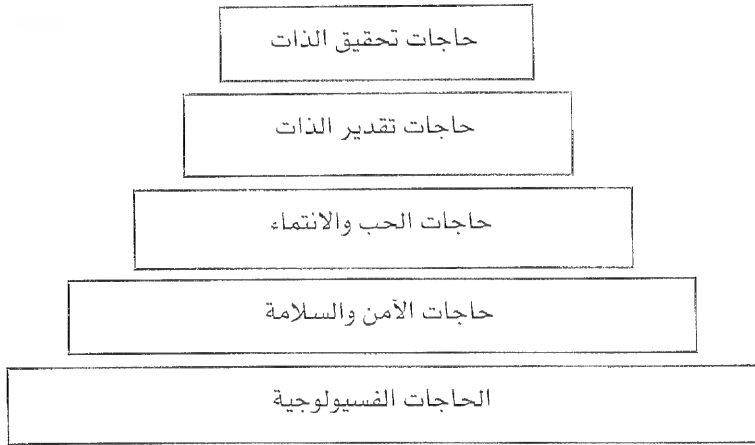 حاجات تحقيق الذات
حاجات تقدير الذات
حاجات الحب والانتماء
حاجات الأمن والسلامة
الحاجات الفسيولوجية